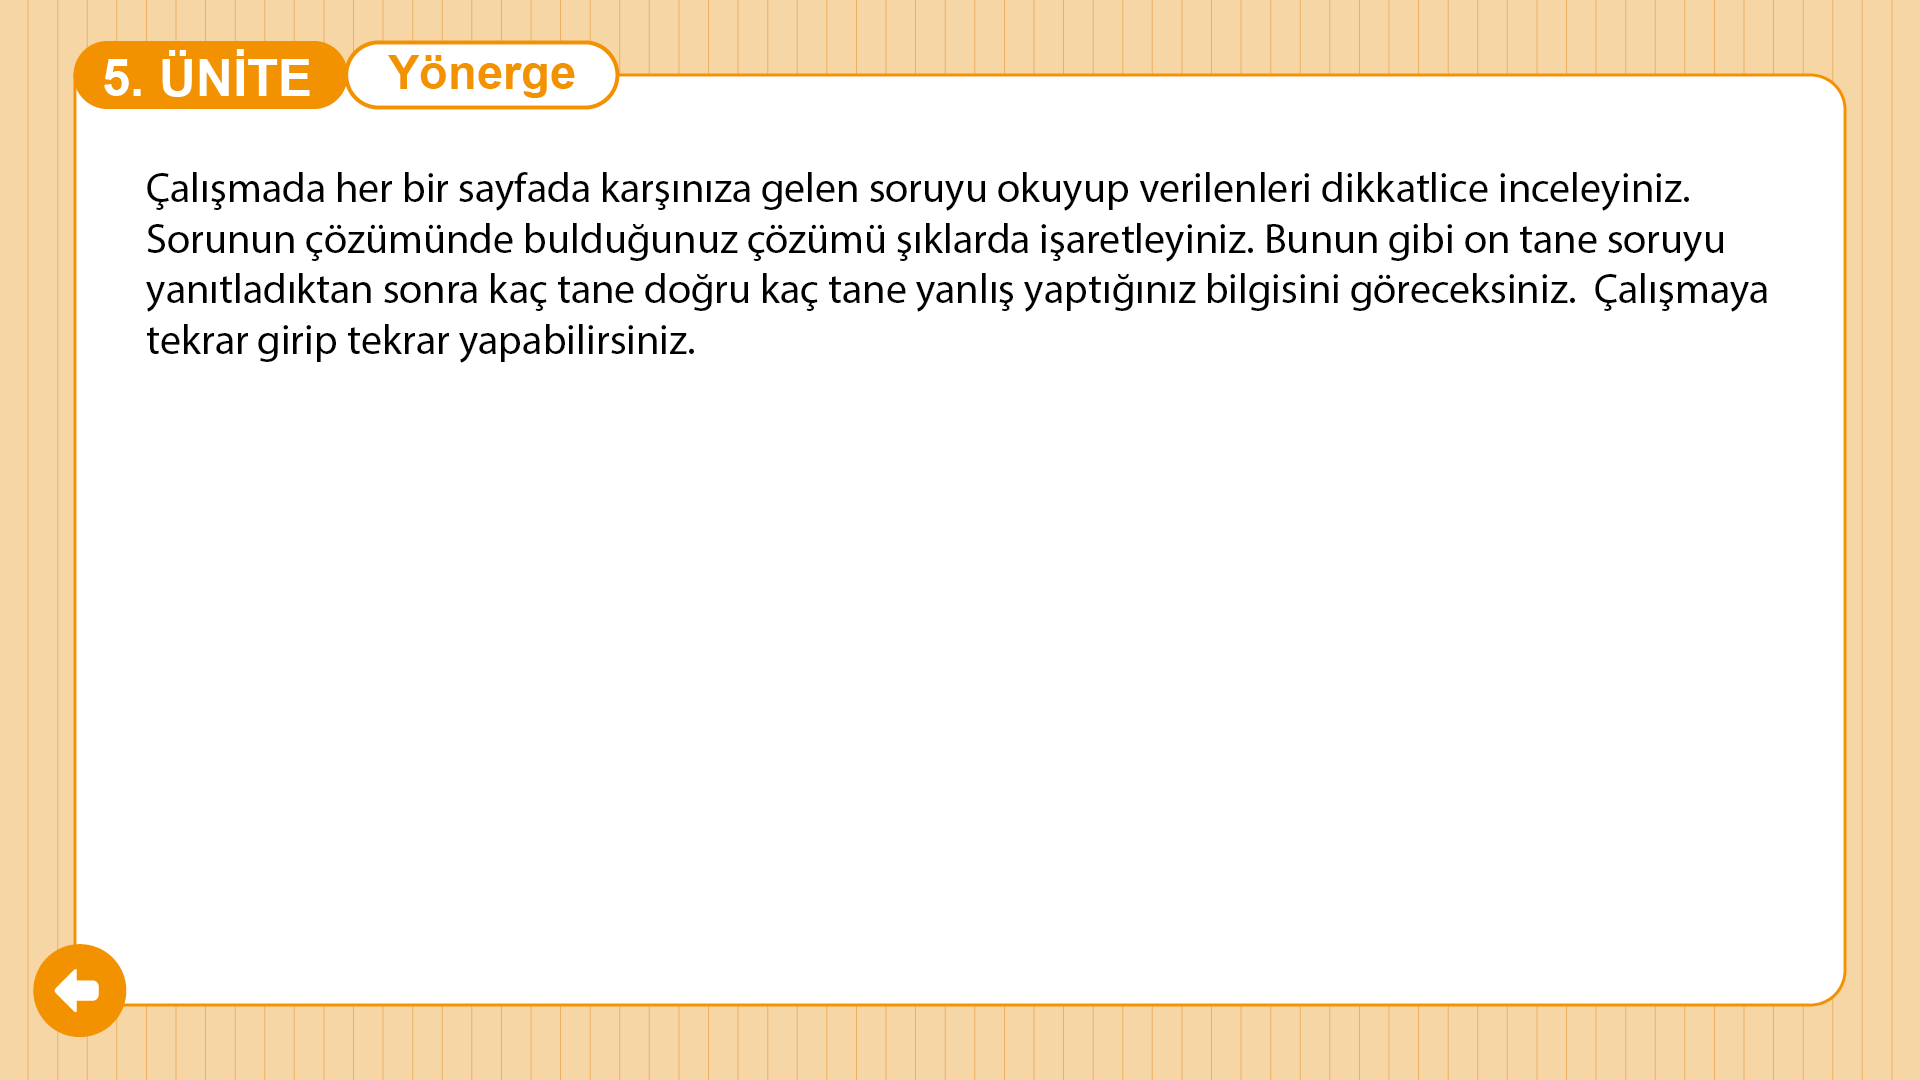 5. ÜNİTE Yönerge
Çalışmada her bir sayfada karşınıza gelen soruyu okuyup verilenleri dikkatlice inceleyiniz.
Sorunun çözümünde bulduğunuz çözümü şıklarda işaretleyiniz. Bunun gibi on tane soruyu
yanıtladıktan sonra kaç tane doğru kaç tane yanlış yaptığınız bilgisini göreceksiniz.  Çalışmaya
tekrar girip tekrar yapabilirsiniz.